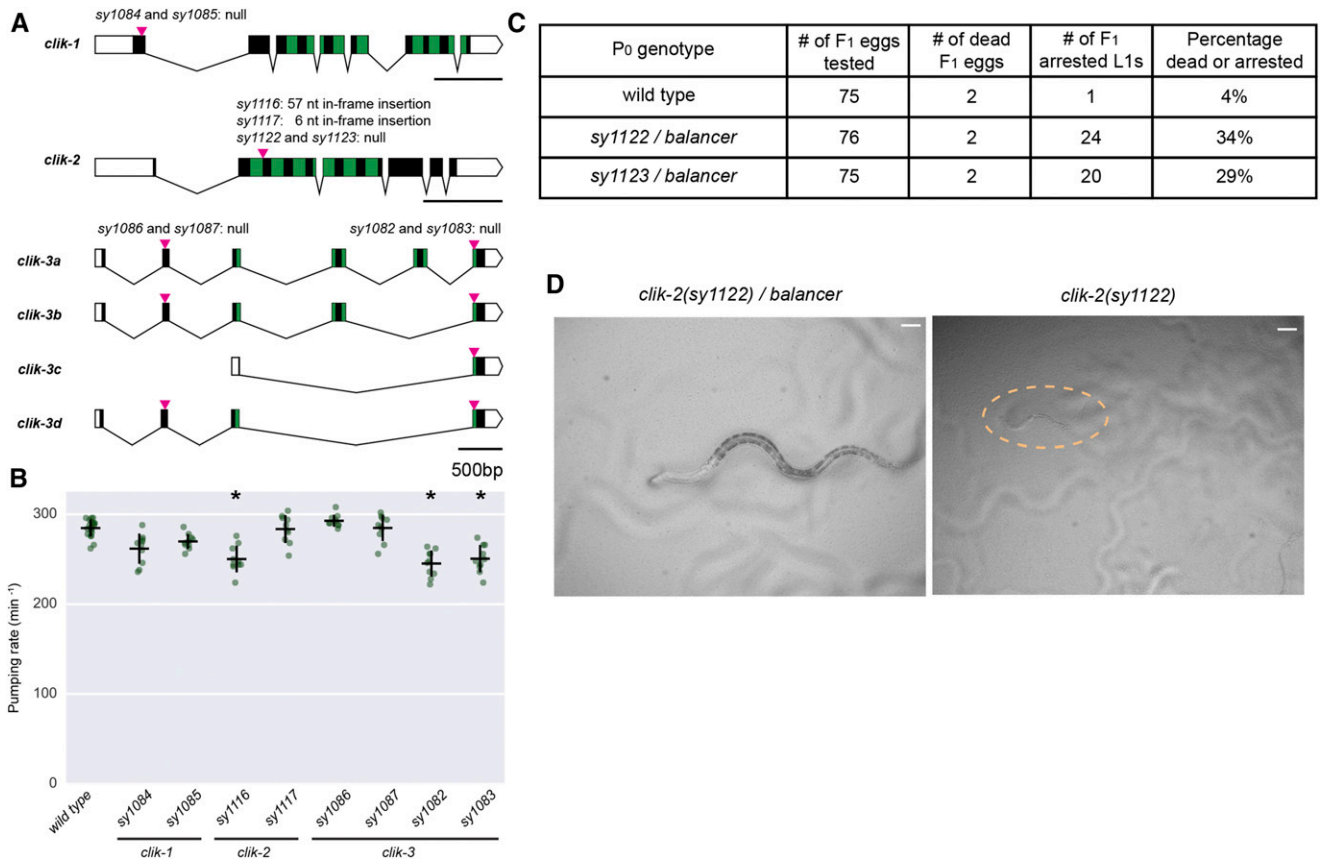 A
sy1084 and sy1085: null
clik-1
sy1116: 57 nt in-frame insertion
sy1117: 6 nt in-frame insertion
sy1122 and sy1123: null
clik-2
sy1086 and sy1087: null
sy1082 and sy1083: null
clik-3a
clik-3b
clik-3c
clik-3d
500bp
B
*
*
*
Pumping rate (min ⁻¹)
300
200
100
0
wild type
sy1084
sy1085
sy1116
sy1117
sy1086
sy1087
sy1082
sy1083
clik-1
clik-2
clik-3
C
P0 genotype
# of F1 eggs
tested
# of dead
F1 eggs
# of F1
arrested L1s
Percentage
dead or arrested
wild type 75 2 1 4%
sy1122 / balancer 76 2 24 34%
sy1123 / balancer 75 2 20 29%
D
clik-2(sy1122) / balancer
clik-2(sy1122)